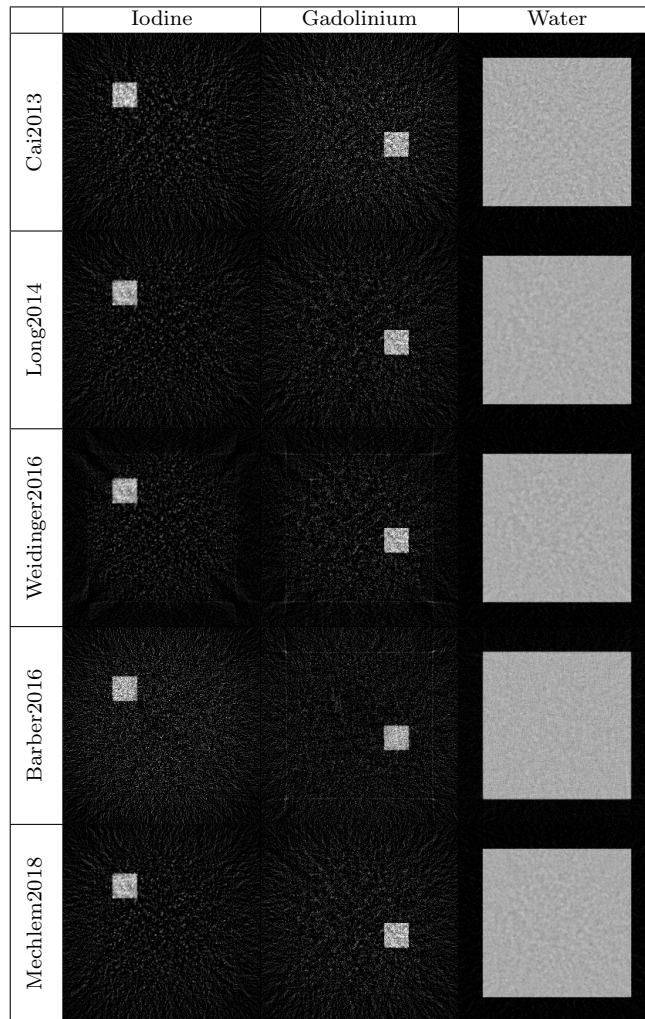 Iodine Gadolinium Water
Cai2013
Long2014
Weidinger2016
Barber2016
Mechlem2018